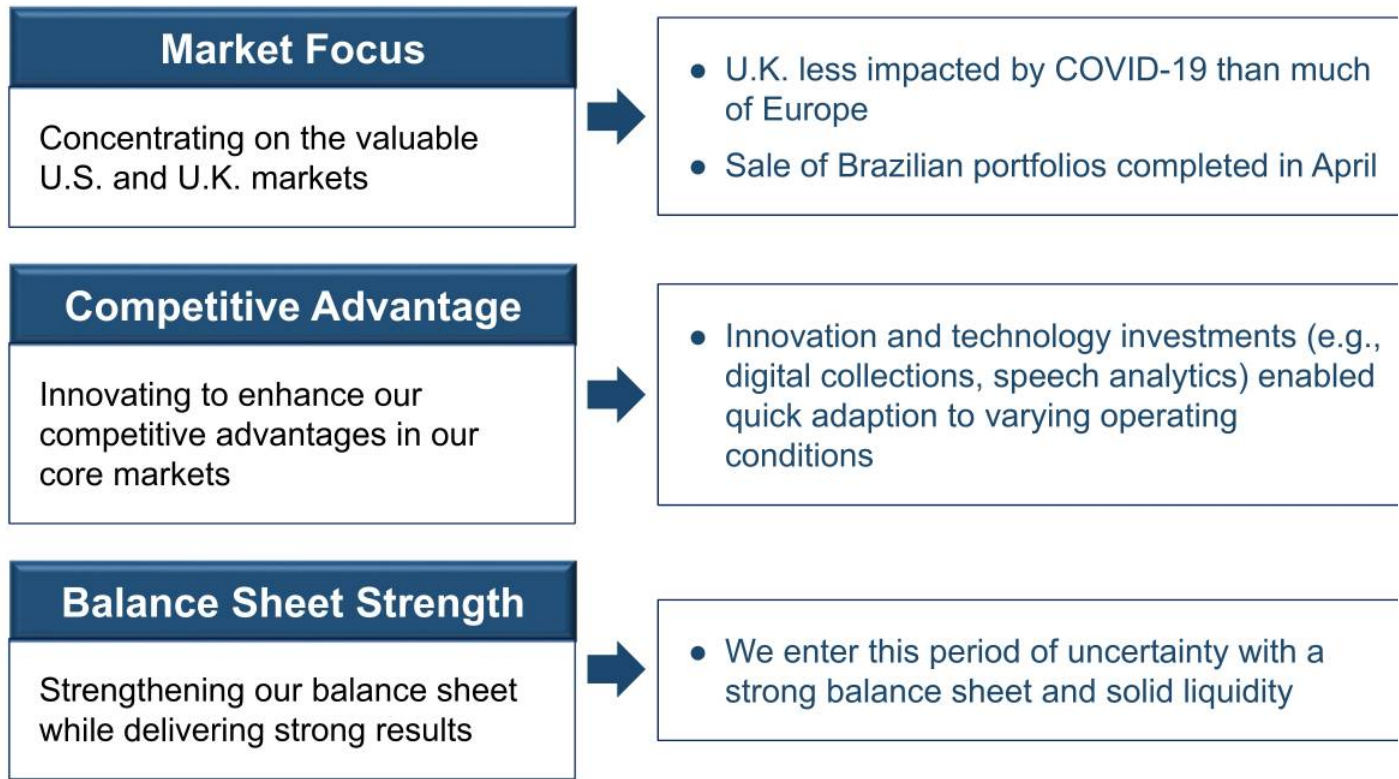 Market Focus
Concentrating on the valuable
U.S. and U.K. markets
● U.K. less impacted by COVID-19 than much
of Europe
● Sale of Brazilian portfolios completed in April
Competitive Advantage
Innovating to enhance our
competitive advantages in our
core markets
● Innovation and technology investments (e.g.,
digital collections, speech analytics) enabled
quick adaption to varying operating
conditions
Balance Sheet Strength
Strengthening our balance sheet
while delivering strong results
● We enter this period of uncertainty with a
strong balance sheet and solid liquidity